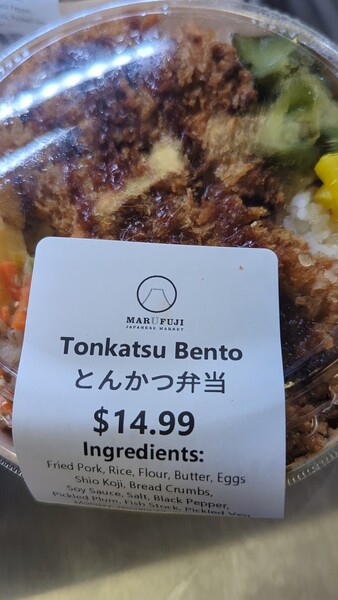 MARUFUJI
JAPANESE MARKET
Tonkatsu Bento
とんかつ弁当
$14.99
Ingredients:
Fried Pork, Rice, Flour, Butter, Eggs
Shio Koji, Bread Crumbs,
Soy Sauce, Salt, Black Pepper,
Pickled Plum, Fish Stock, Pickled Veg